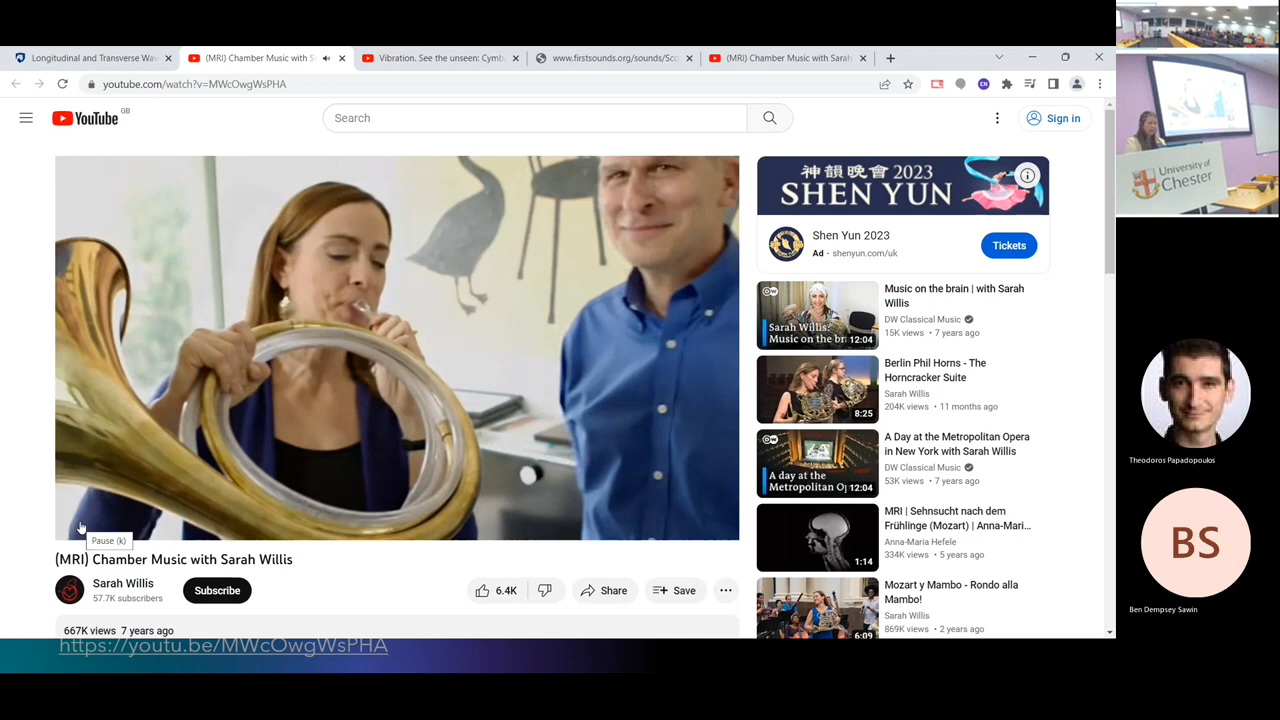 Longitudinal and Transverse Wav
(MRI) Chamber Music with S
Vibration. See the unseen: Cymb
www.firstsounds.org/sounds/Sco
(MRI) Chamber Music with Sarah
youtube.com/watch?v=MWcOwgWsPHA
EN
YouTube GB
Search
Sign in
神韻晚會 2023
SHEN YUN
Shen Yun 2023
Ad · shenyun.com/uk
Tickets
DW
Sarah Willis:
Music on the br
12:04
Music on the brain | with Sarah
Willis
DW Classical Music
15K views · 7 years ago
8:25
Berlin Phil Horns - The
Horncracker Suite
Sarah Willis
204K views · 11 months ago
DW
A day at the
Metropolitan O
12:04
A Day at the Metropolitan Opera
in New York with Sarah Willis
DW Classical Music
53K views · 7 years ago
1:14
MRI | Sehnsucht nach dem
Frühlinge (Mozart) | Anna-Mari...
Anna-Maria Hefele
334K views · 5 years ago
6:09
Mozart y Mambo - Rondo alla
Mambo!
Sarah Willis
869K views · 2 years ago
Pause (k)
(MRI) Chamber Music with Sarah Willis
Sarah Willis
57.7K subscribers
Subscribe
6.4K
Share
Save
667K views 7 years ago
https://youtu.be/MWcOwgWsPHA
University of
Chester
Theodoros Papadopoulos
BS
Ben Dempsey Sawin